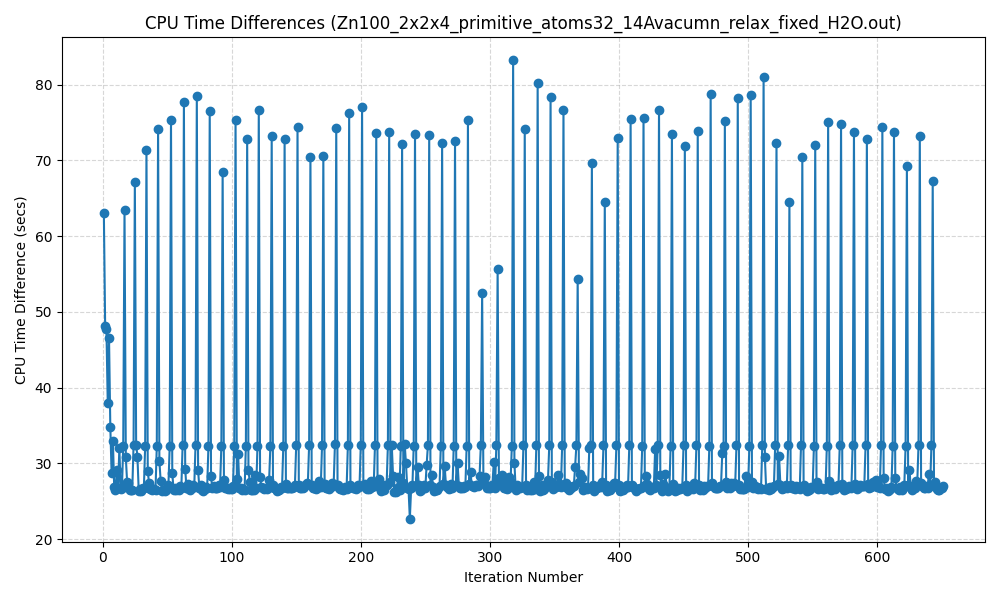 CPU Time Differences (Zn100_2x2x4_primitive_atoms32_14Avacumn_relax_fixed_H2O.out)
CPU Time Difference (secs)
80
70
60
50
40
30
20
0 100 200 300 400 500 600
Iteration Number